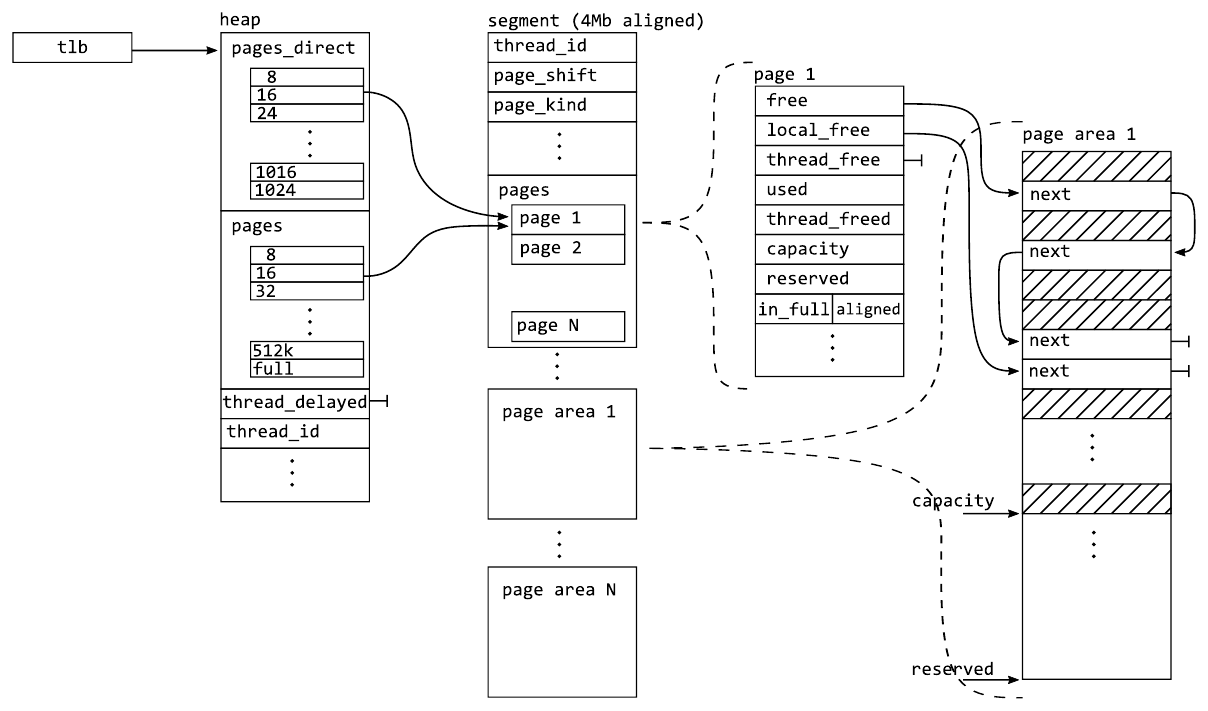 tlb
heap
pages_direct
8
16
24
1016
1024
pages
8
16
32
512k
full
thread_delayed
thread_id
segment (4Mb aligned)
thread_id
page_shift
page_kind
pages
page 1
page 2
page N
page area 1
page area N
page 1
free
local_free
thread_free
used
thread_freed
capacity
reserved
in_full aligned
page area 1
next
next
next
next
capacity
reserved